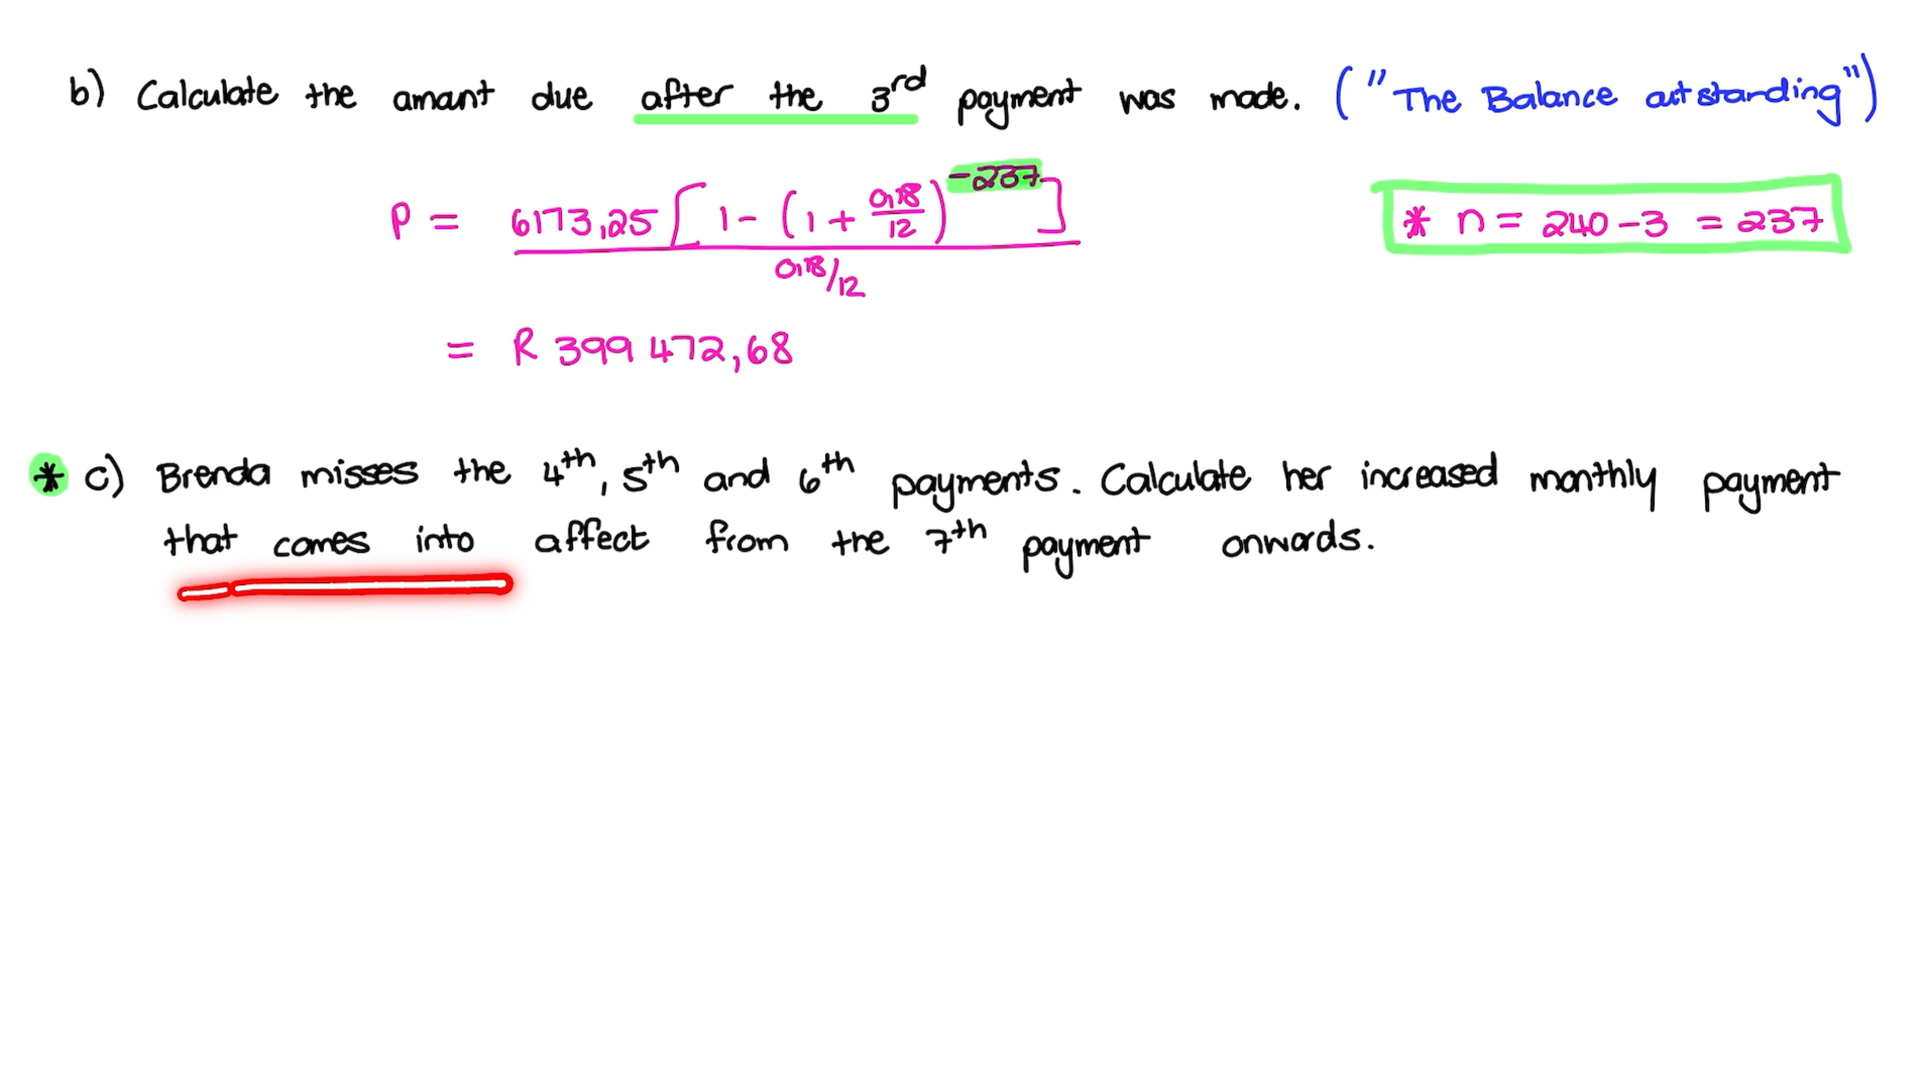 b) Calculate the amant due after the 3rd payment was made. ("The Balance autstanding")
P = 6173,25[1-(1+0,18/12)^-237]
0,18/12
* n = 240-3 = 237
= R 399 472,68
* c) Brenda misses the 4th, 5th and 6th payments. Calculate her increased monthly payment
that comes into affect from the 7th payment onwards.